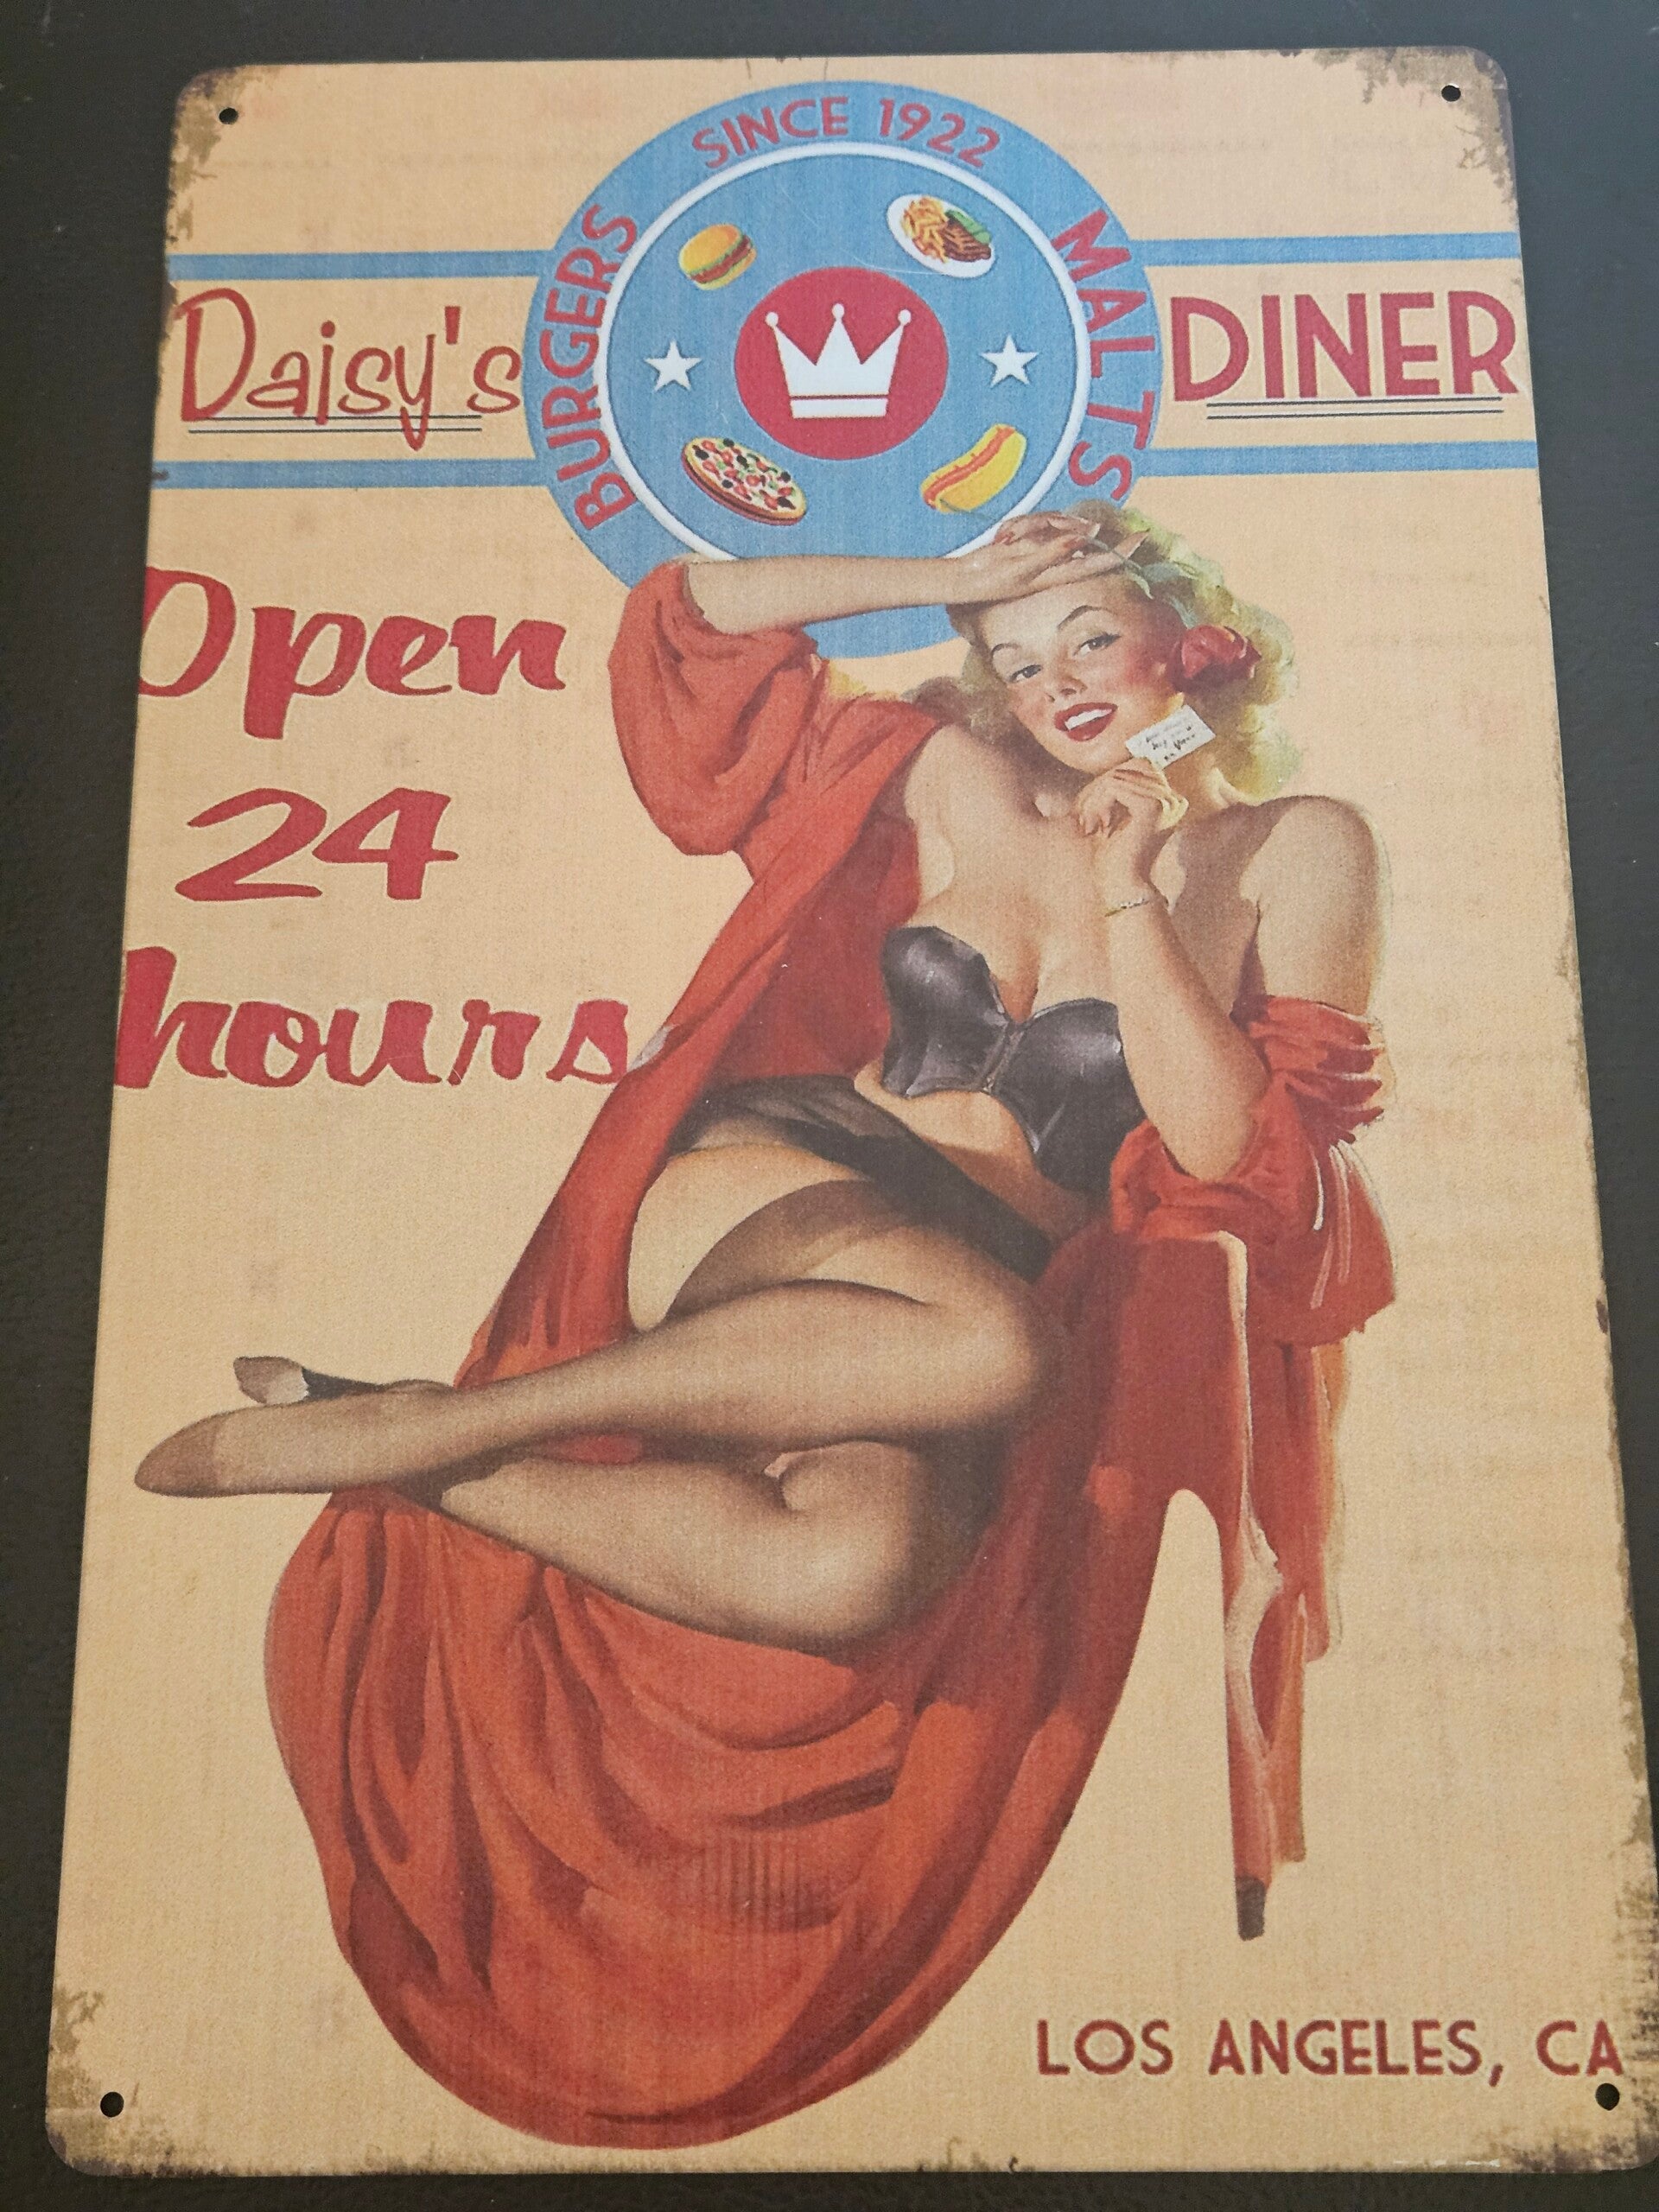 SINCE 1922
BURGERS
MALTS
Daisy's
DINER
Open
24
hours
LOS ANGELES, CA